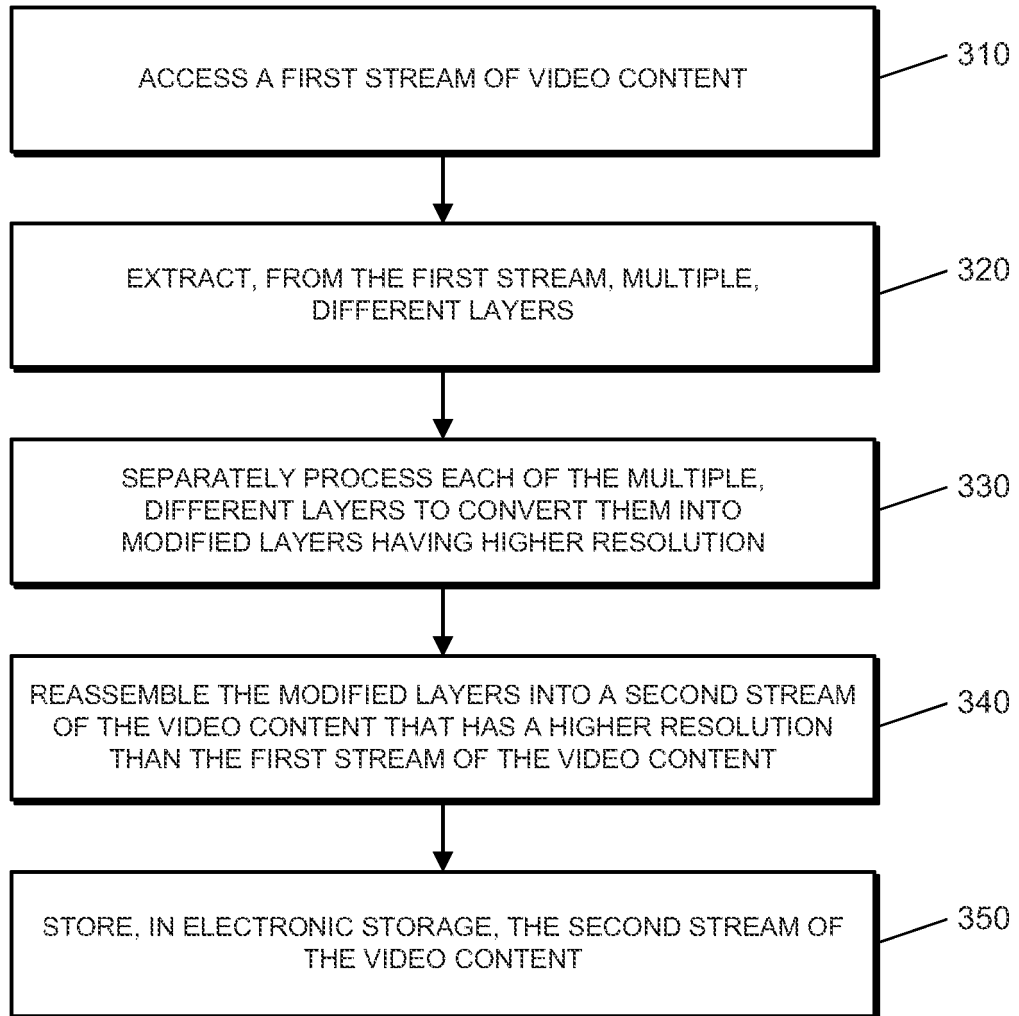 ACCESS A FIRST STREAM OF VIDEO CONTENT
310
EXTRACT, FROM THE FIRST STREAM, MULTIPLE,
DIFFERENT LAYERS
320
SEPARATELY PROCESS EACH OF THE MULTIPLE,
DIFFERENT LAYERS TO CONVERT THEM INTO
MODIFIED LAYERS HAVING HIGHER RESOLUTION
330
REASSEMBLE THE MODIFIED LAYERS INTO A SECOND STREAM
OF THE VIDEO CONTENT THAT HAS A HIGHER RESOLUTION
THAN THE FIRST STREAM OF THE VIDEO CONTENT
340
STORE, IN ELECTRONIC STORAGE, THE SECOND STREAM OF
THE VIDEO CONTENT
350